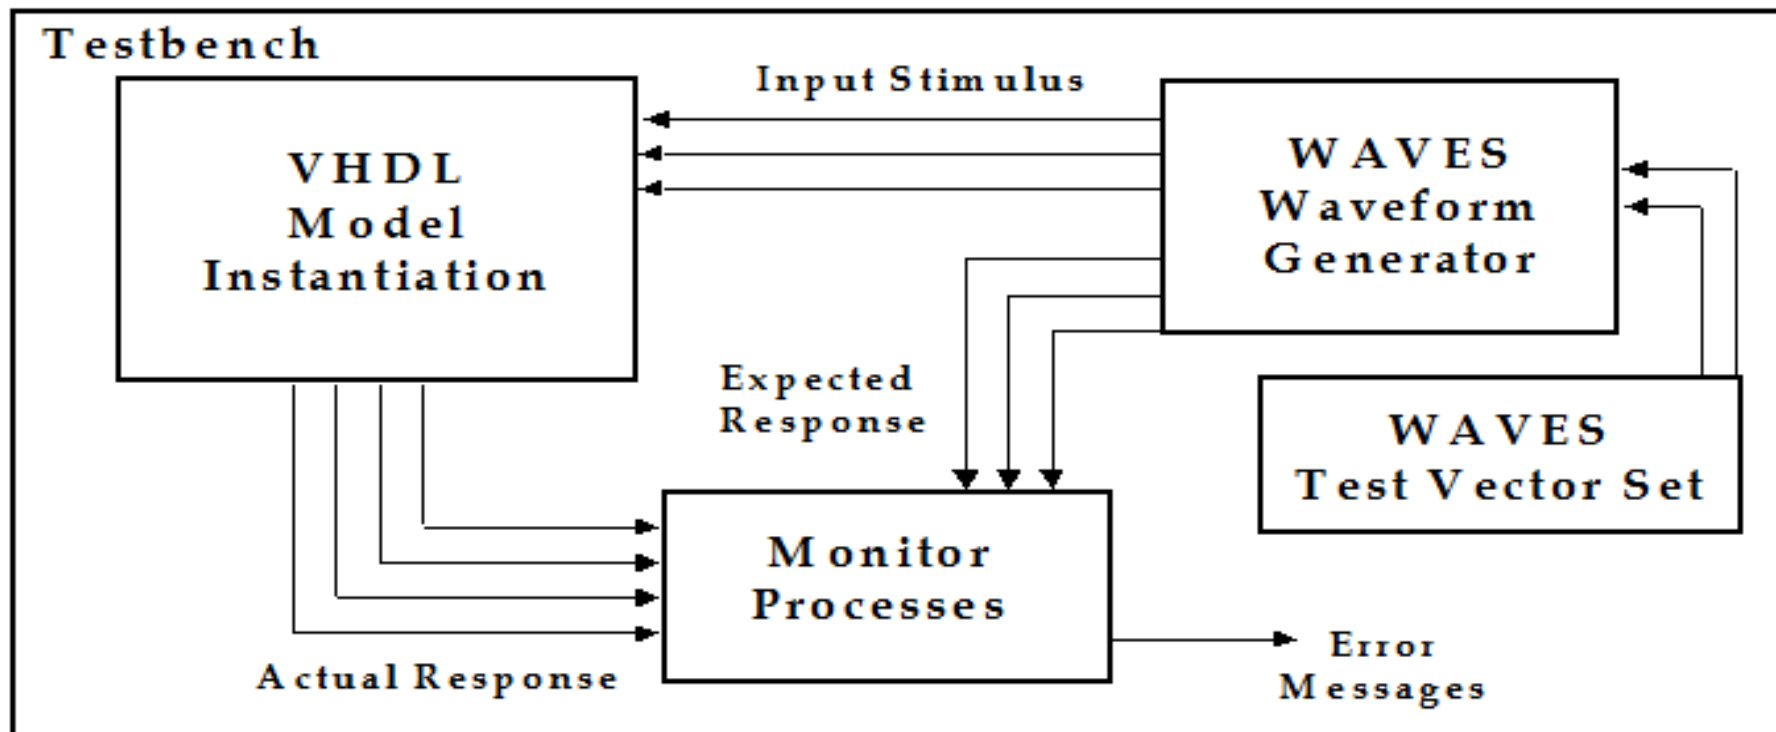 Testbench
Input Stimulus
VHDL
Model
Instantiation
WAVES
Waveform
Generator
Expected
Response
WAVES
Test Vector Set
Monitor
Processes
Actual Response
Error
Messages